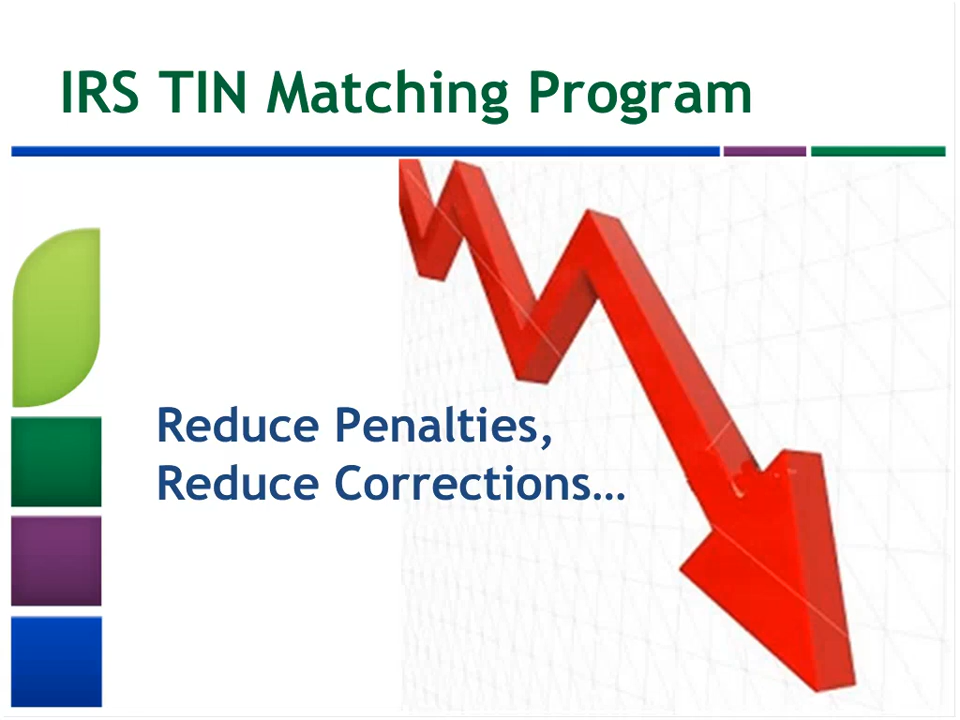 IRS TIN Matching Program
Reduce Penalties,
Reduce Corrections…